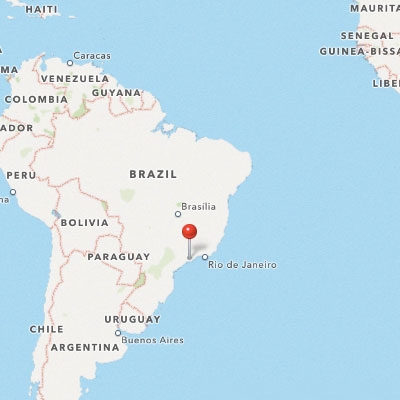 HAITI
MAURITA
SENEGAL
GUINEA-BISSA
LIBE
Caracas
MA
VENEZUELA
COLOMBIA
GUYANA
ADOR
PERU
na
BRAZIL
Brasília
BOLIVIA
PARAGUAY
Rio de Janeiro
CHILE
URUGUAY
Buenos Aires
ARGENTINA